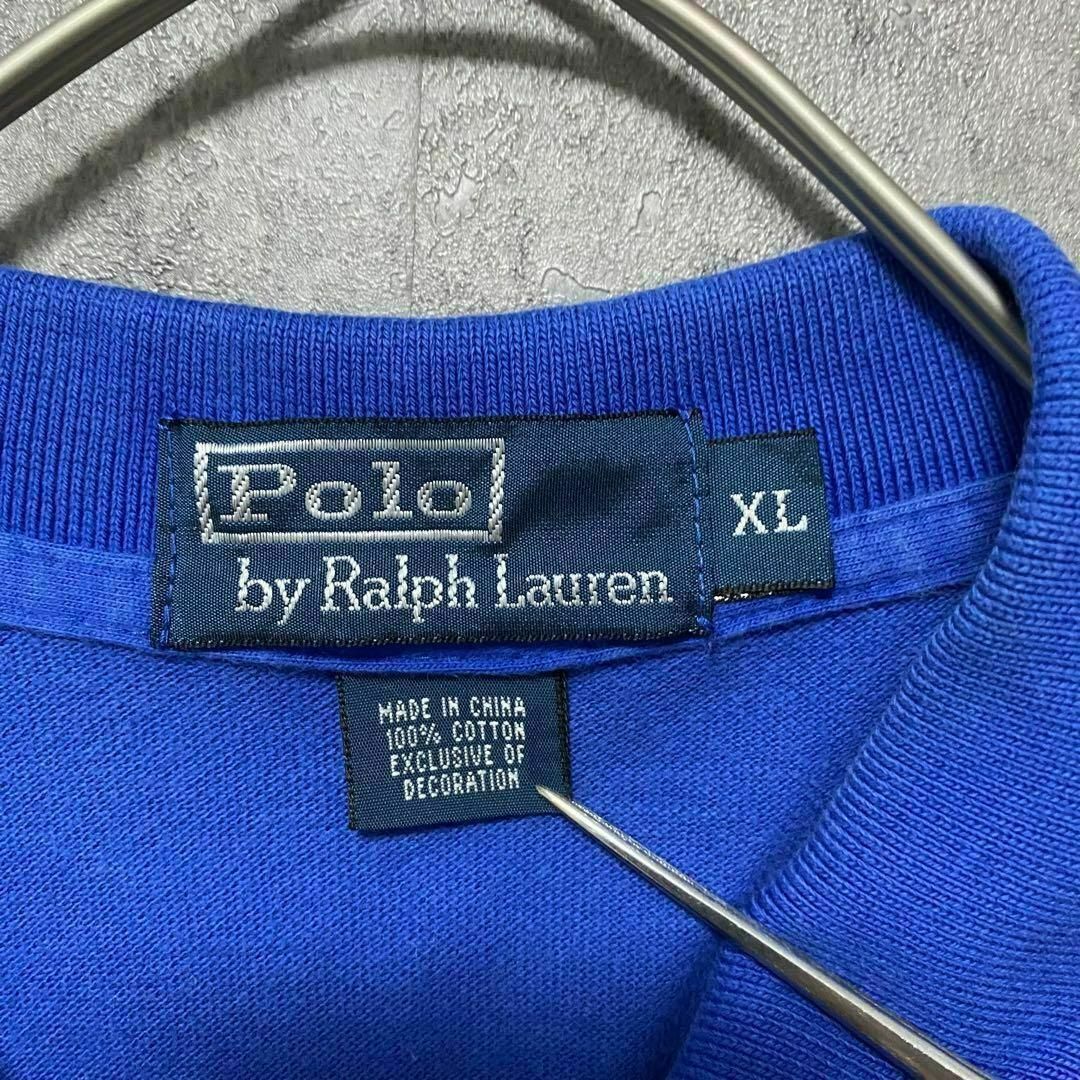 Polo
by Ralph Lauren
XL
MADE IN CHINA
100% COTTON
EXCLUSIVE OF
DECORATION